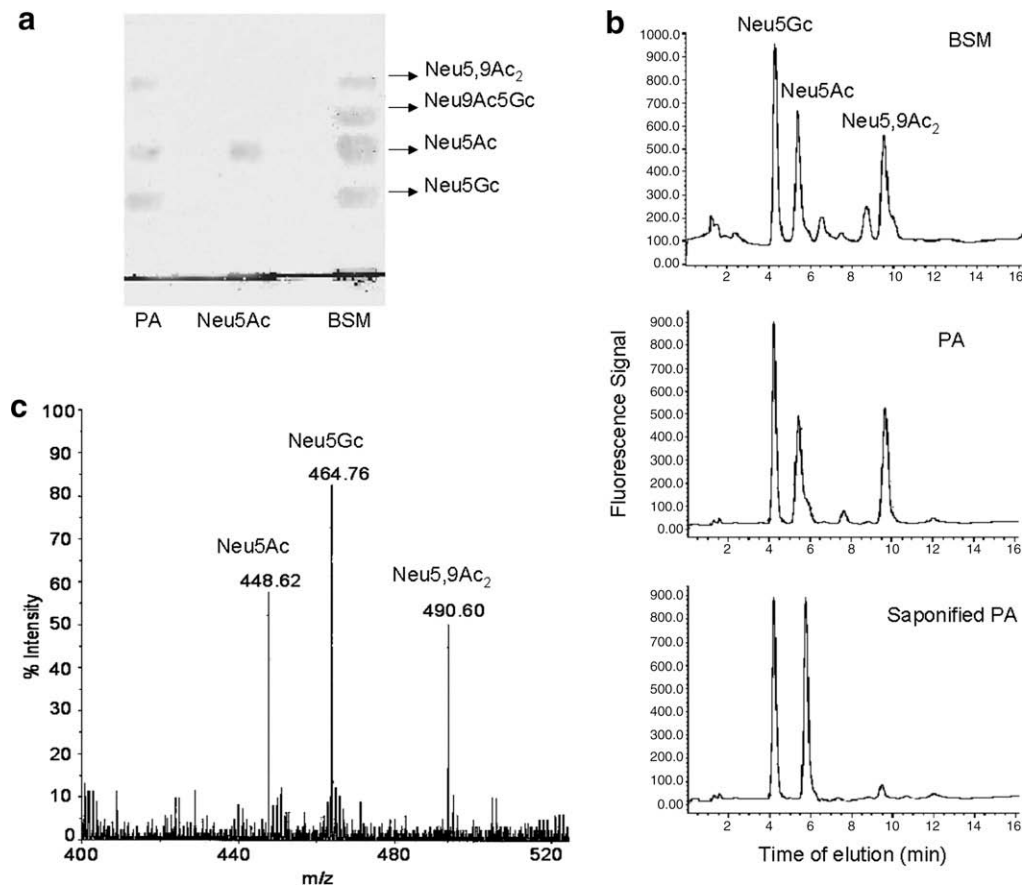 a
Neu5,9Ac₂
Neu9Ac5Gc
Neu5Ac
Neu5Gc
PA Neu5Ac BSM
b
Neu5Gc
BSM
Neu5Ac
Neu5,9Ac₂
1000.0
900.0
800.0
700.0
600.0
500.0
400.0
300.0
200.0
100.0
0.00
2 4 6 8 10 12 14 16
PA
900.0
800.0
700.0
600.0
500.0
400.0
300.0
200.0
100.0
0.00
2 4 6 8 10 12 14 16
Fluorescence Signal
Saponified PA
900.0
800.0
700.0
600.0
500.0
400.0
300.0
200.0
100.0
0.00
2 4 6 8 10 12 14 16
Time of elution (min)
c
100
90
80
70
60
50
40
30
20
10
0
% Intensity
Neu5Gc
464.76
Neu5Ac
448.62
Neu5,9Ac₂
490.60
400 440 480 520
m/z